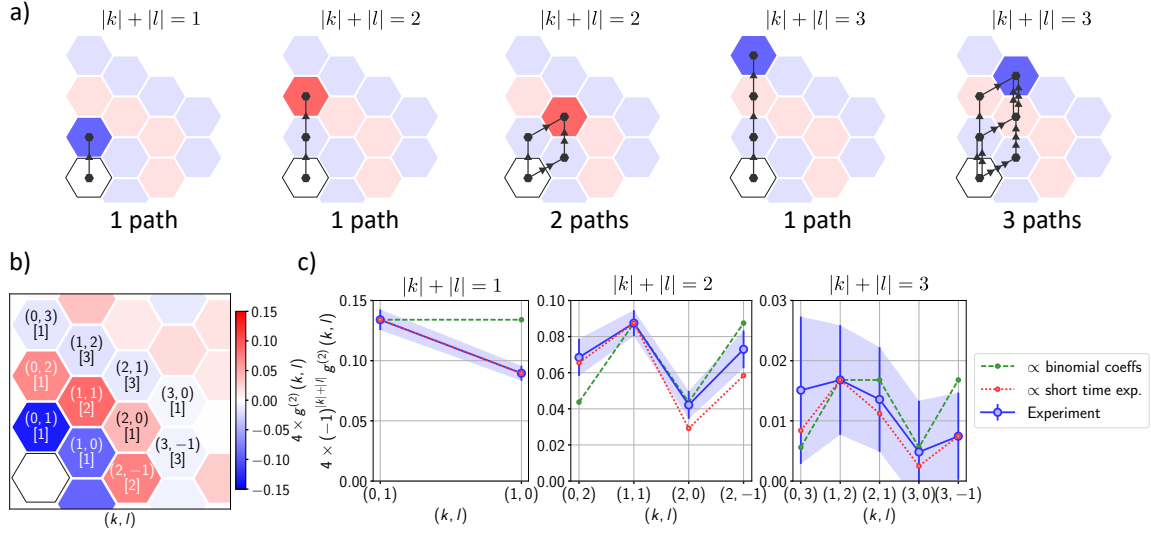 a)
|k| + |l| = 1
|k| + |l| = 2
|k| + |l| = 2
|k| + |l| = 3
|k| + |l| = 3
1 path
1 path
2 paths
1 path
3 paths
b)
(0, 3)
[1]
(1, 2)
[3]
(0, 2)
[1]
(2, 1)
[3]
(1, 1)
[2]
(3, 0)
[1]
(0, 1)
[1]
(2, 0)
[1]
(1, 0)
[1]
(3, −1)
[3]
(2, −1)
[2]
(k, l)
0.15
0.10
0.05
0.00
−0.05
−0.10
−0.15
4 × g⁽²⁾(k, l)
c)
|k| + |l| = 1
4 × (−1)^{|k|+|l|} g⁽²⁾(k, l)
0.15
0.10
0.05
0.00
(0, 1)
(1, 0)
(k, l)
|k| + |l| = 2
0.10
0.08
0.06
0.04
0.02
0.00
(0, 2)
(1, 1)
(2, 0)
(2, −1)
(k, l)
|k| + |l| = 3
0.03
0.02
0.01
0.00
(0, 3)
(1, 2)
(2, 1)
(3, 0)
(3, −1)
(k, l)
∝ binomial coeffs
∝ short time exp.
Experiment